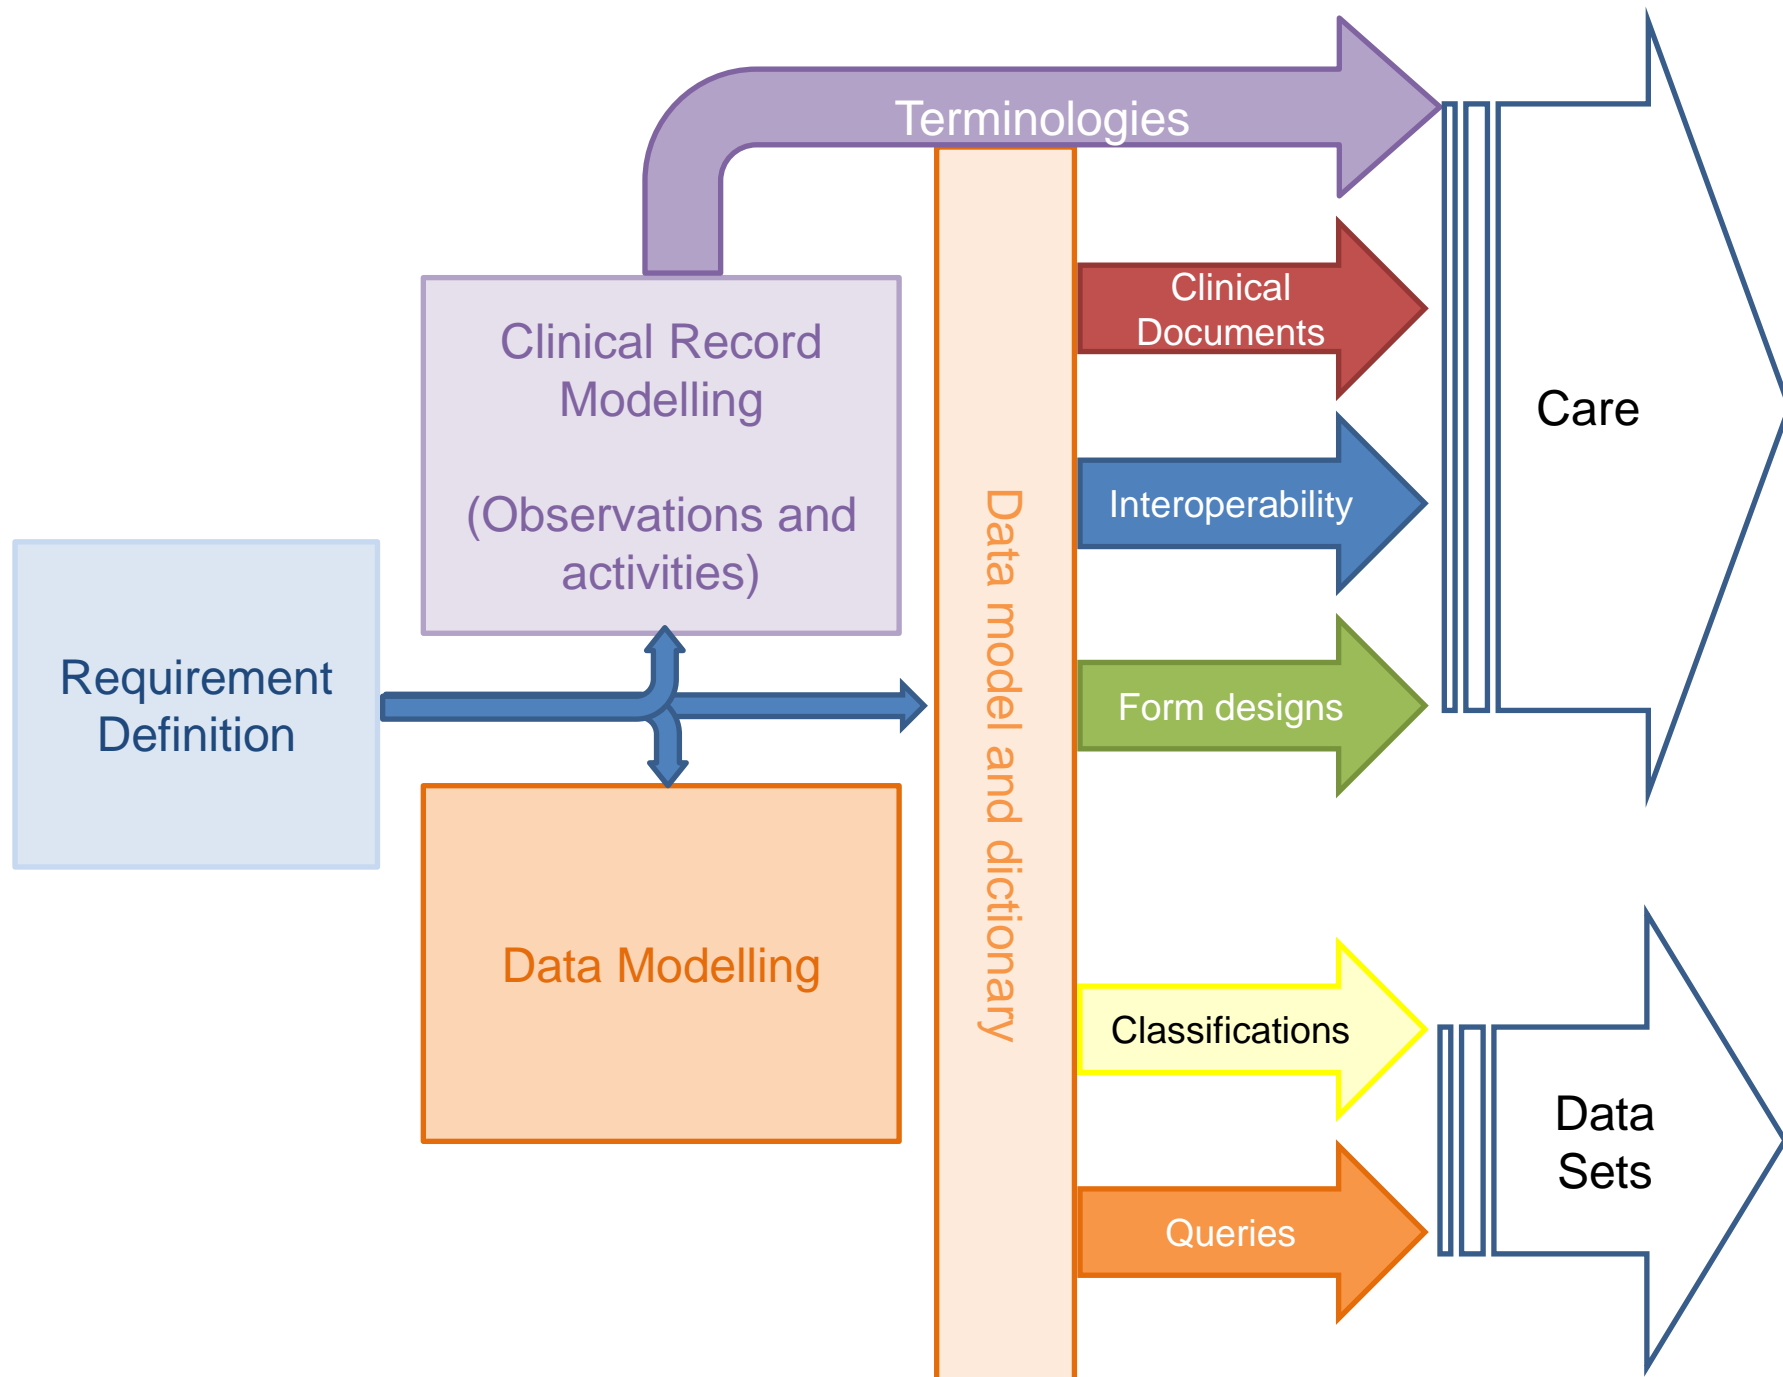 Terminologies
Clinical Record
Modelling
(Observations and
activities)
Requirement
Definition
Data Modelling
Data model and dictionary
Clinical
Documents
Interoperability
Form designs
Classifications
Queries
Care
Data
Sets